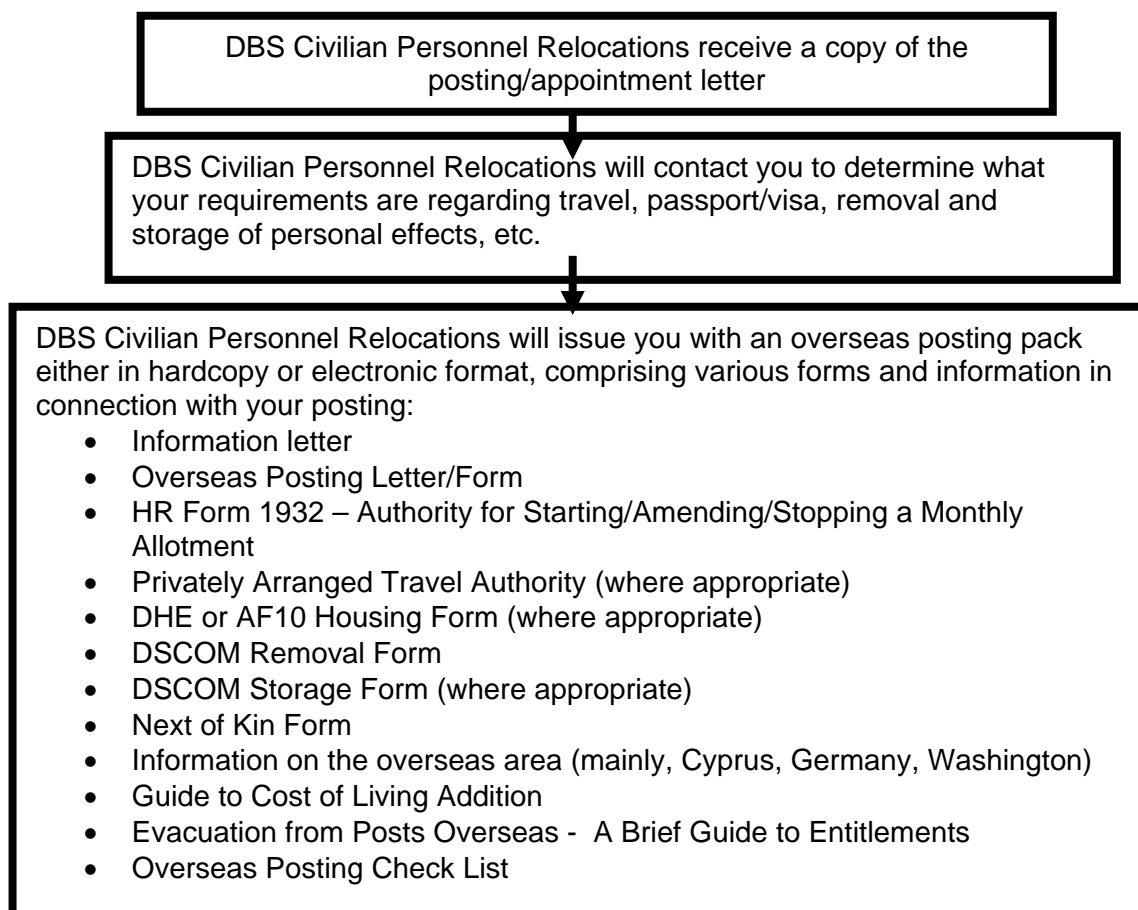 DBS Civilian Personnel Relocations receive a copy of the
posting/appointment letter
DBS Civilian Personnel Relocations will contact you to determine what
your requirements are regarding travel, passport/visa, removal and
storage of personal effects, etc.
DBS Civilian Personnel Relocations will issue you with an overseas posting pack
either in hardcopy or electronic format, comprising various forms and information in
connection with your posting:
• Information letter
• Overseas Posting Letter/Form
• HR Form 1932 – Authority for Starting/Amending/Stopping a Monthly
Allotment
• Privately Arranged Travel Authority (where appropriate)
• DHE or AF10 Housing Form (where appropriate)
• DSCOM Removal Form
• DSCOM Storage Form (where appropriate)
• Next of Kin Form
• Information on the overseas area (mainly, Cyprus, Germany, Washington)
• Guide to Cost of Living Addition
• Evacuation from Posts Overseas - A Brief Guide to Entitlements
• Overseas Posting Check List